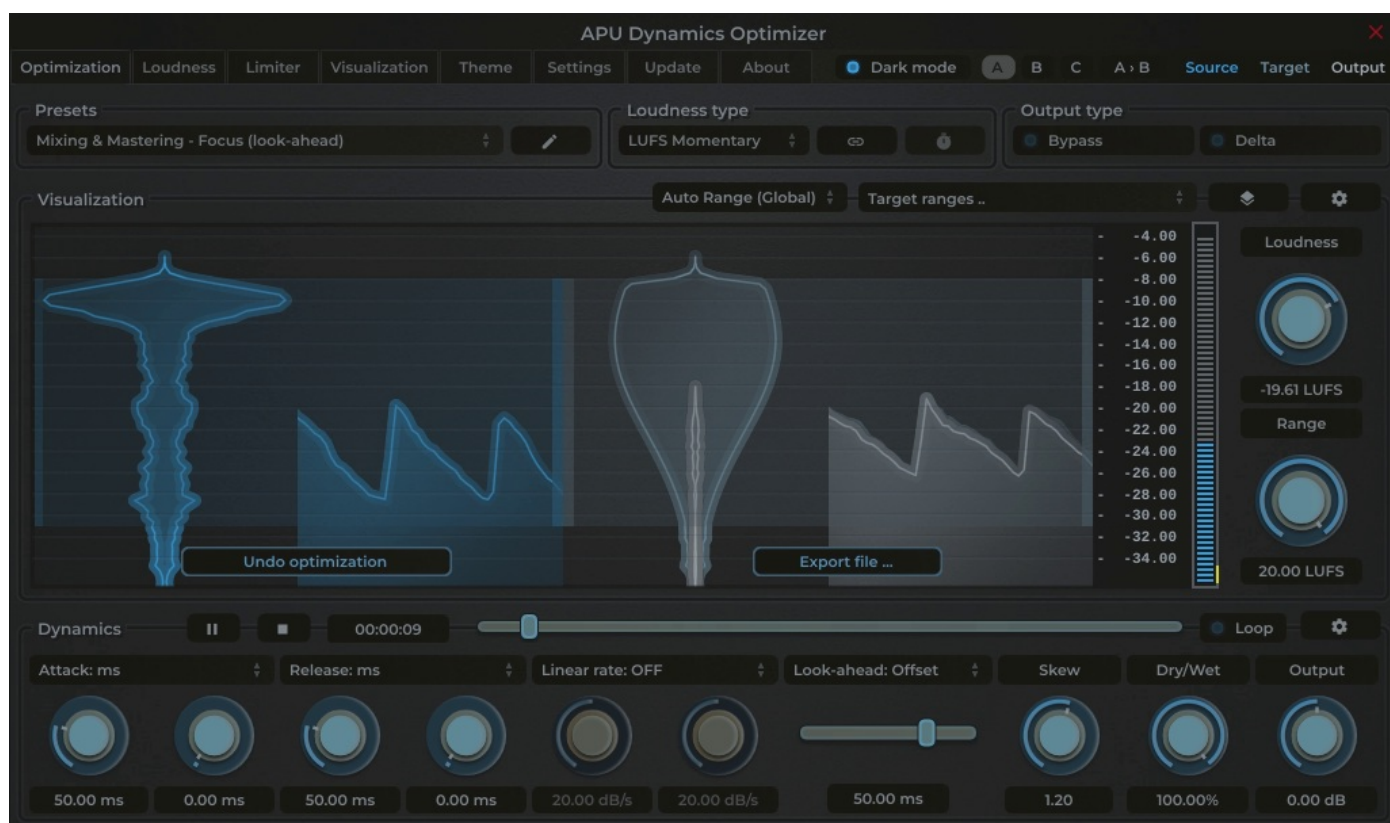 APU Dynamics Optimizer
Optimization Loudness Limiter Visualization Theme Settings Update About Dark mode A B C A › B Source Target Output
Presets Loudness type Output type
Mixing & Mastering - Focus (look-ahead) LUFS Momentary Bypass Delta
Visualization Auto Range (Global) Target ranges ..
- -4.00
Loudness
- -6.00
- -8.00
- -10.00
- -12.00
- -14.00
- -16.00
- -18.00
-19.61 LUFS
- -20.00
Range
- -22.00
- -24.00
- -26.00
- -28.00
- -30.00
- -32.00
- -34.00
Undo optimization Export file ...
20.00 LUFS
Dynamics 00:00:09 Loop
Attack: ms Release: ms Linear rate: OFF Look-ahead: Offset Skew Dry/Wet Output
50.00 ms 0.00 ms 50.00 ms 0.00 ms 20.00 dB/s 20.00 dB/s 50.00 ms 1.20 100.00% 0.00 dB